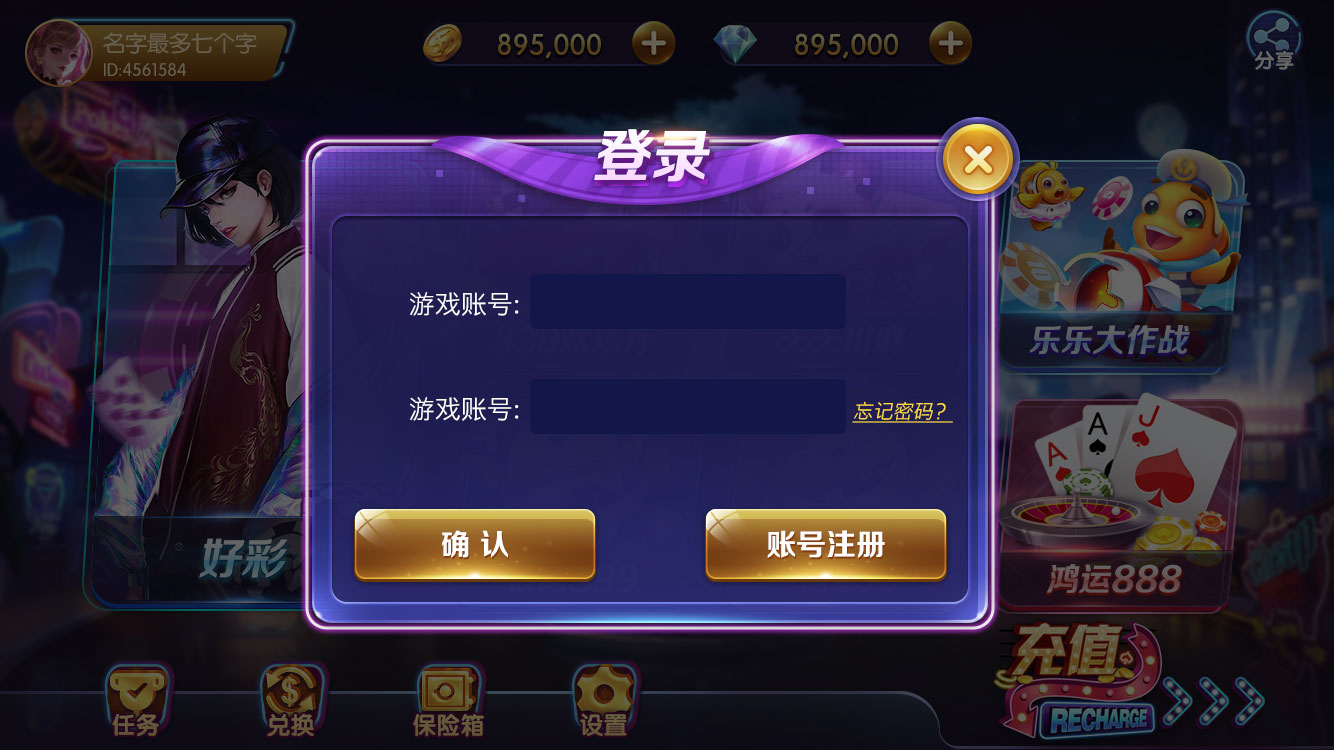 名字最多七个字
ID:4561584
895,000
895,000
分享
登录
游戏账号:
游戏账号:
忘记密码?
确认
账号注册
好彩
乐乐大作战
A
A
J
鸿运888
充值
RECHARGE
任务
兑换
保险箱
设置